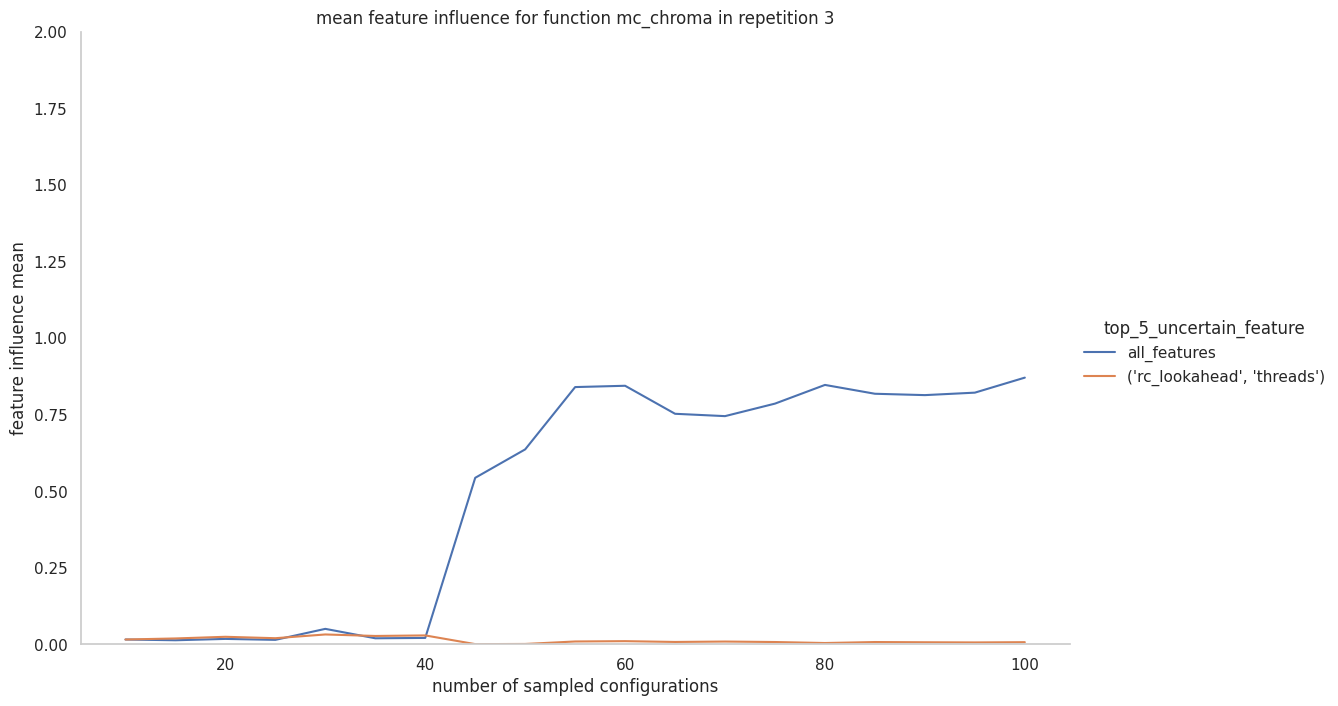 mean feature influence for function mc_chroma in repetition 3
2.00
1.75
1.50
1.25
1.00
0.75
0.50
0.25
0.00
feature influence mean
20
40
60
80
100
number of sampled configurations
top_5_uncertain_feature
all_features
('rc_lookahead', 'threads')